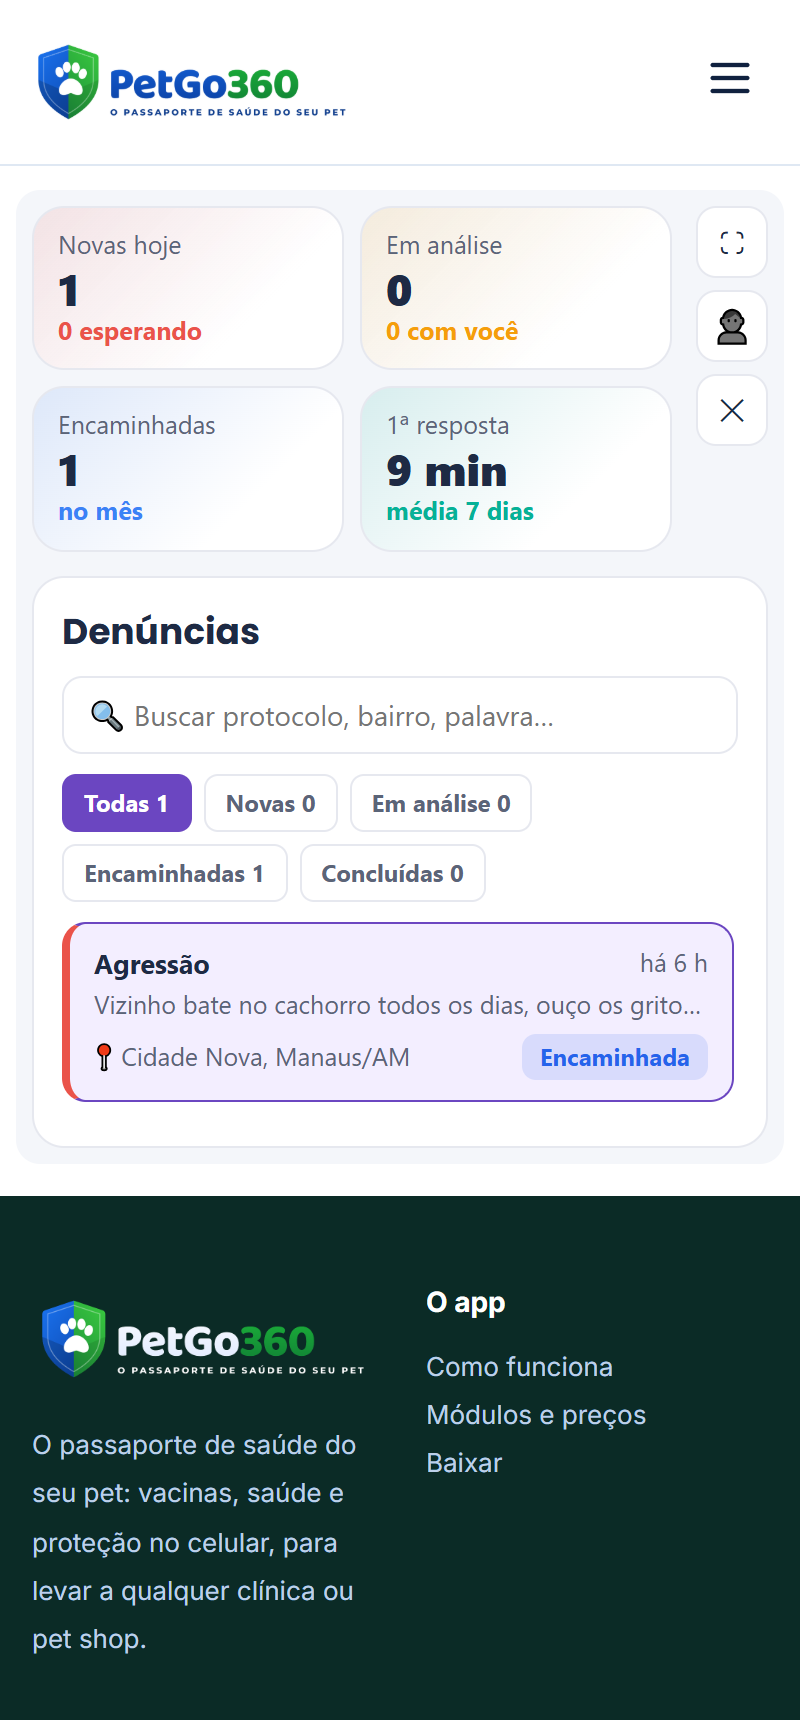 PetGo360
O PASSAPORTE DE SAÚDE DO SEU PET
Novas hoje
1
0 esperando
Em análise
0
0 com você
Encaminhadas
1
no mês
1ª resposta
9 min
média 7 dias
Denúncias
Buscar protocolo, bairro, palavra...
Todas 1
Novas 0
Em análise 0
Encaminhadas 1
Concluídas 0
Agressão
há 6 h
Vizinho bate no cachorro todos os dias, ouço os grito...
Cidade Nova, Manaus/AM
Encaminhada
PetGo360
O PASSAPORTE DE SAÚDE DO SEU PET
O passaporte de saúde do
seu pet: vacinas, saúde e
proteção no celular, para
levar a qualquer clínica ou
pet shop.
O app
Como funciona
Módulos e preços
Baixar